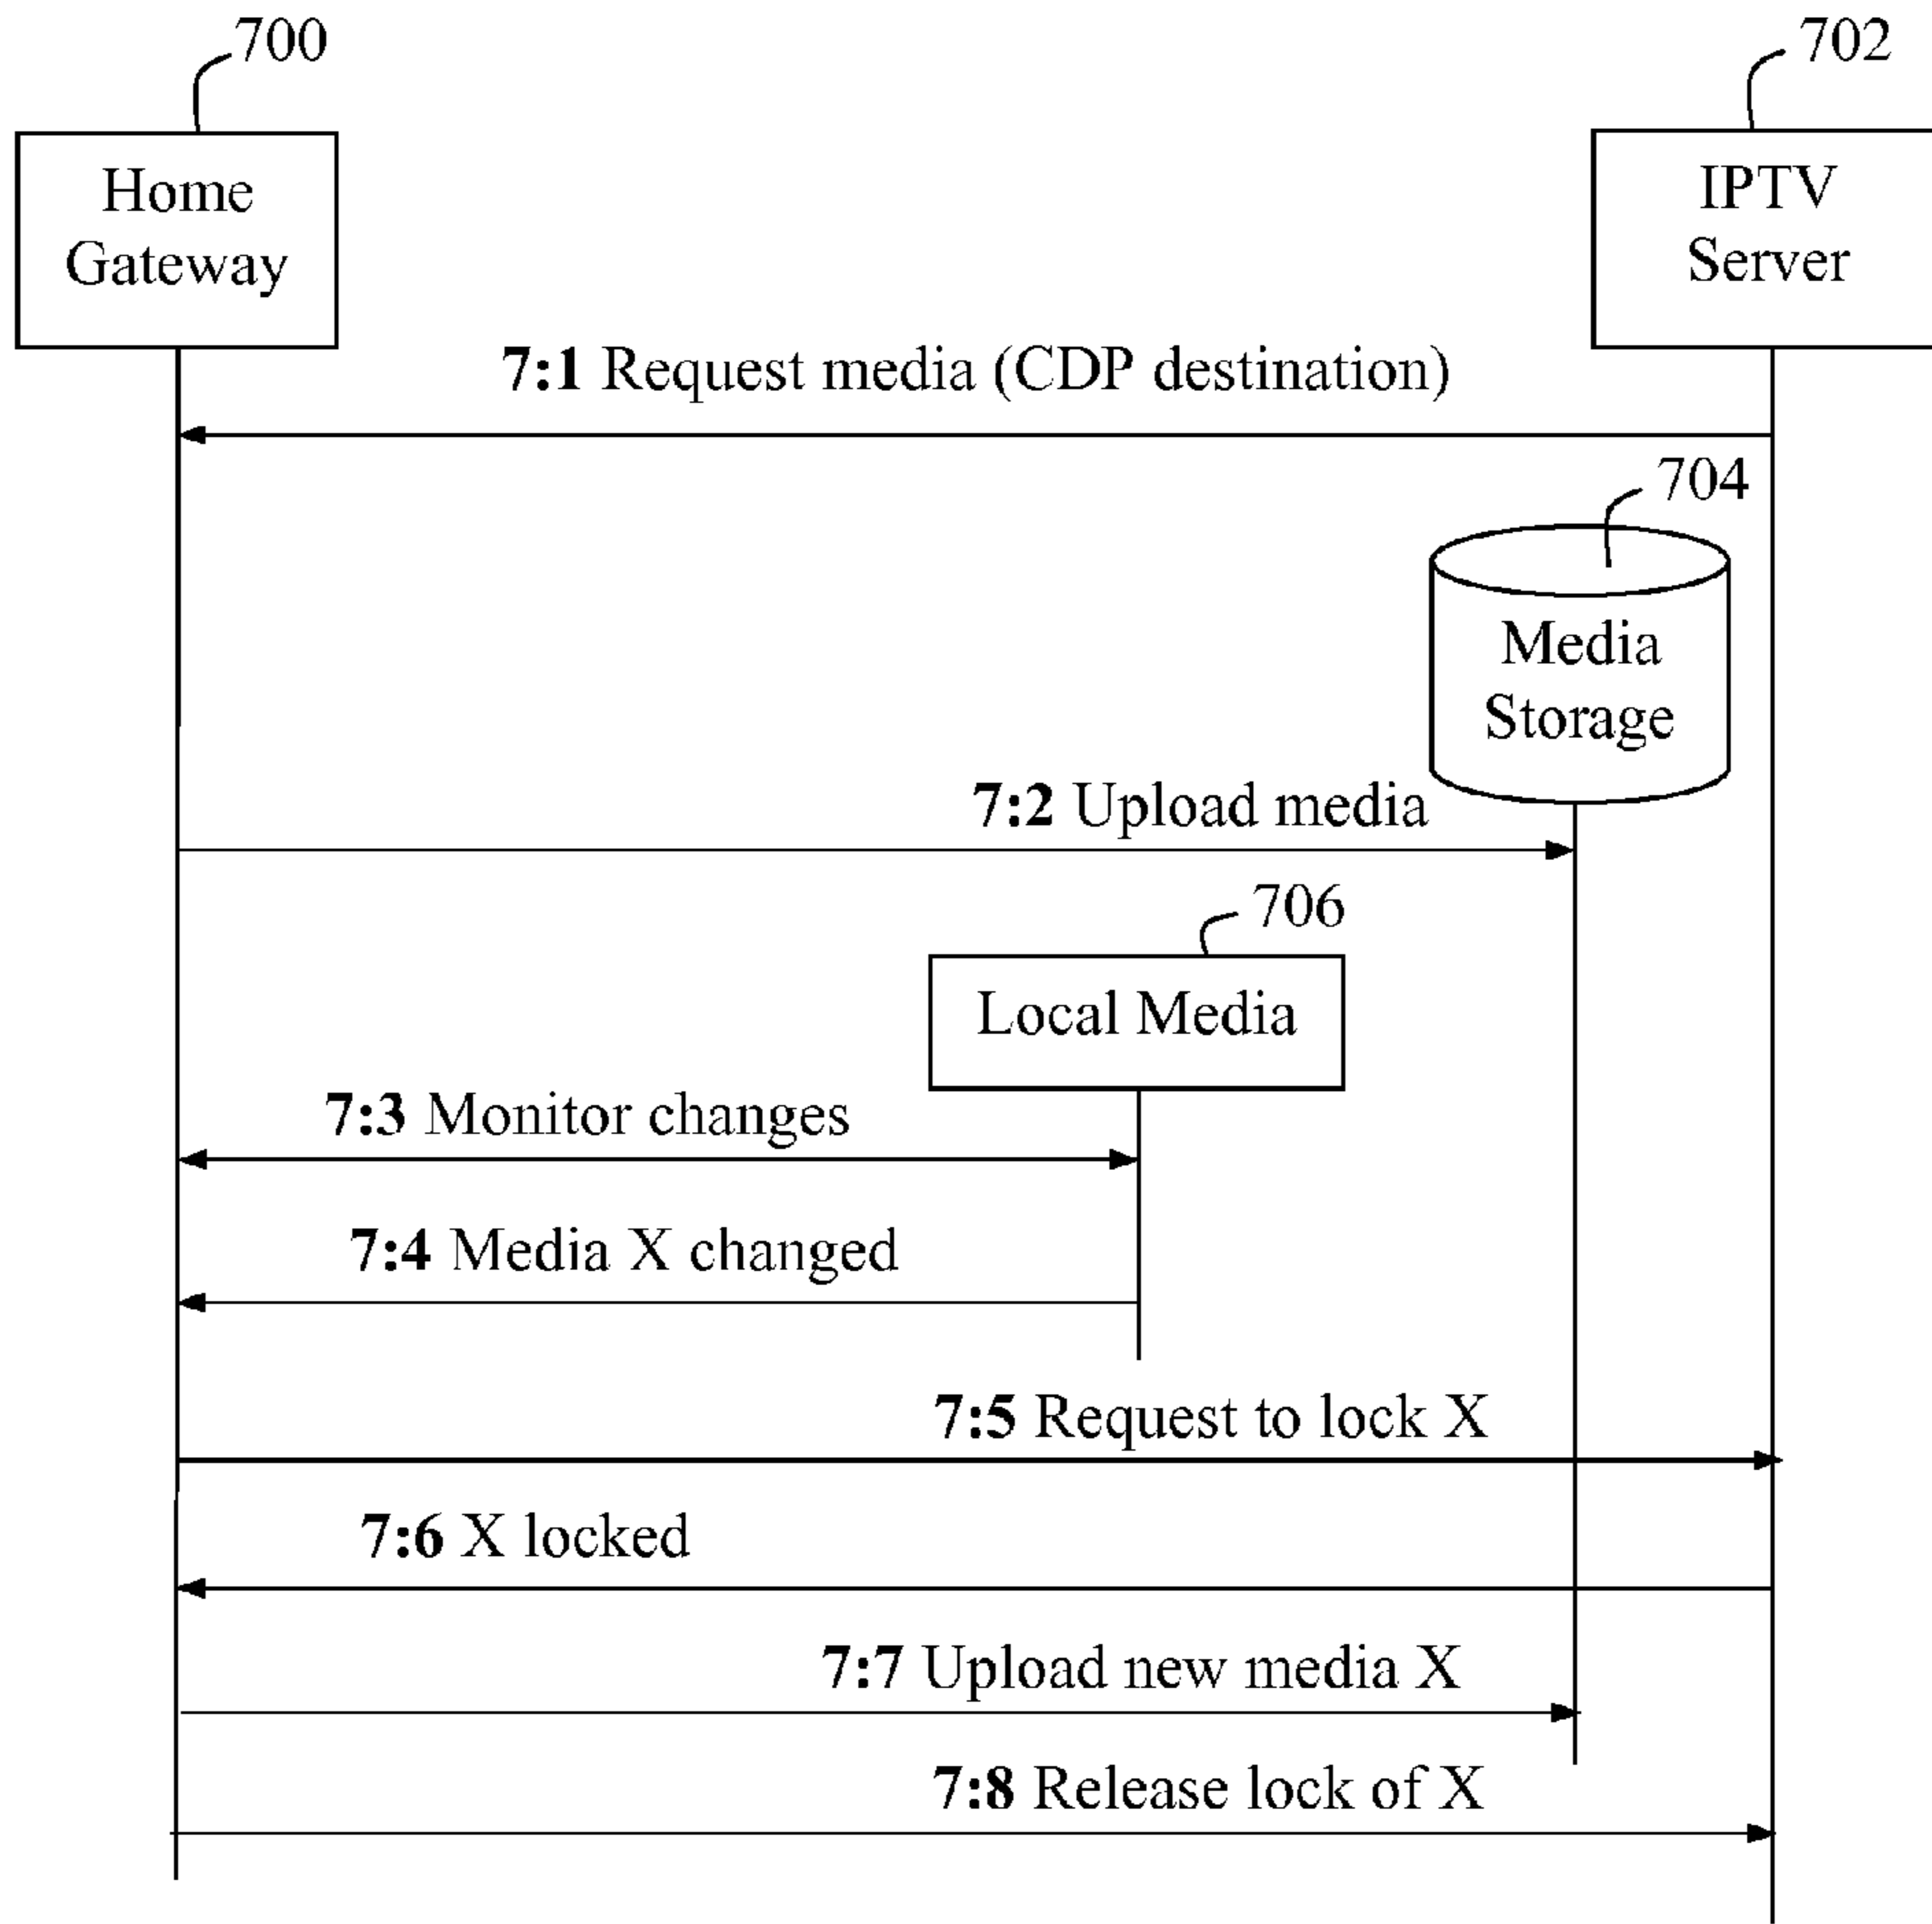 700
702
Home
Gateway
IPTV
Server
7:1 Request media (CDP destination)
704
Media
Storage
7:2 Upload media
706
Local Media
7:3 Monitor changes
7:4 Media X changed
7:5 Request to lock X
7:6 X locked
7:7 Upload new media X
7:8 Release lock of X